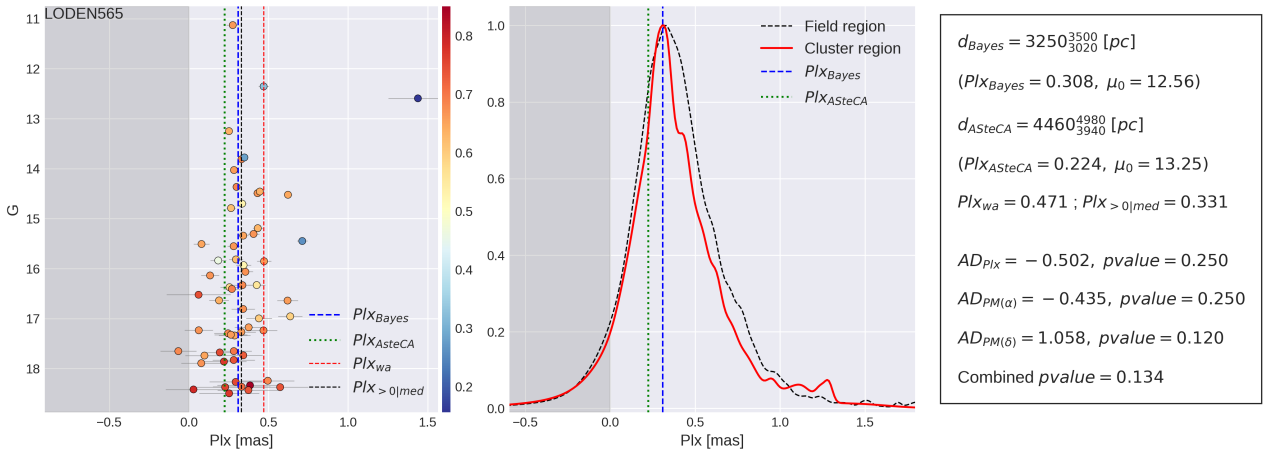 LODEN565
11
12
13
14
15
16
17
18
G
−0.5
0.0
0.5
1.0
1.5
Plx [mas]
Plx_Bayes
Plx_ASteCA
Plx_wa
Plx_>0|med
0.8
0.7
0.6
0.5
0.4
0.3
0.2
1.0
0.8
0.6
0.4
0.2
0.0
−0.5
0.0
0.5
1.0
1.5
Plx [mas]
Field region
Cluster region
Plx_Bayes
Plx_ASteCA
d_Bayes = 3250^3500_3020 [pc]
(Plx_Bayes = 0.308, μ_0 = 12.56)
d_ASteCA = 4460^4980_3940 [pc]
(Plx_ASteCA = 0.224, μ_0 = 13.25)
Plx_wa = 0.471 ; Plx_>0|med = 0.331
AD_Plx = −0.502, pvalue = 0.250
AD_PM(α) = −0.435, pvalue = 0.250
AD_PM(δ) = 1.058, pvalue = 0.120
Combined pvalue = 0.134